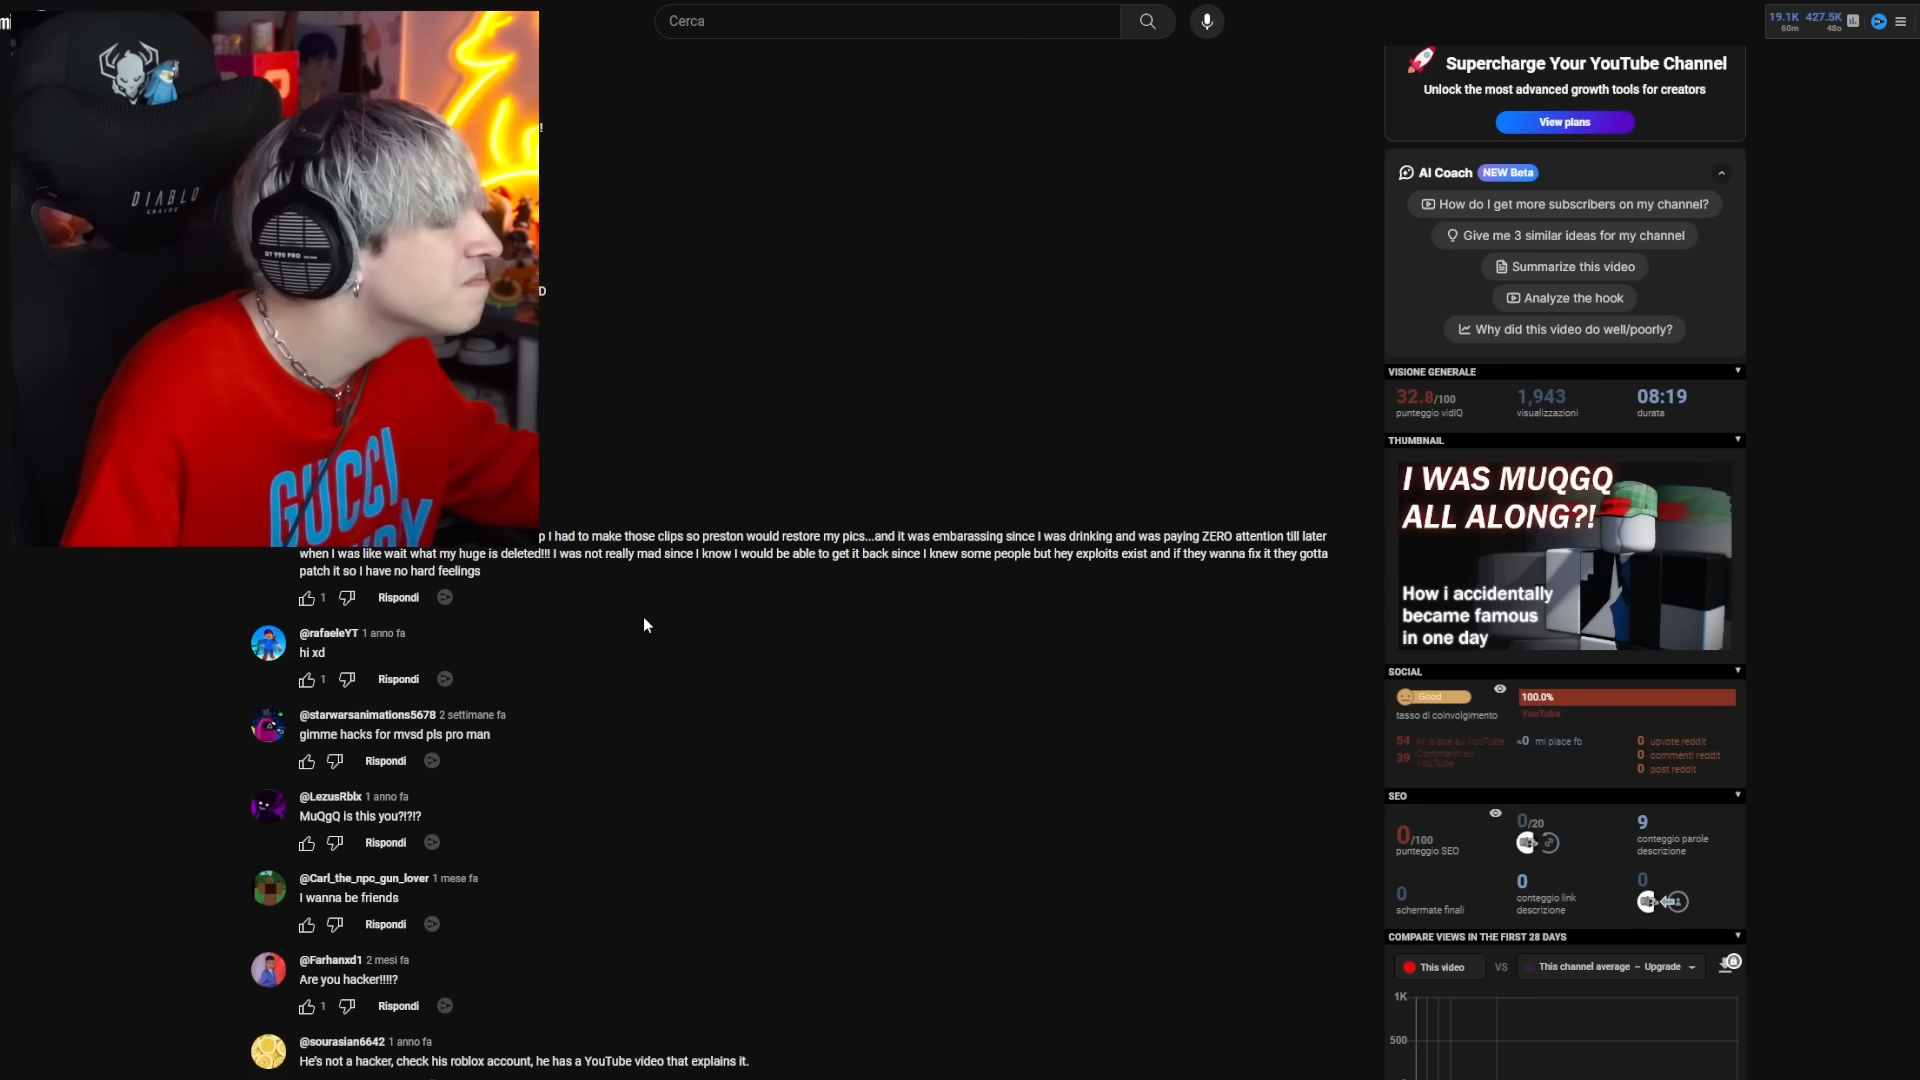 mi
Cerca
19.1K 427.5K
60m 48o
DIABLO
DT 990 PRO
GUCCI
!
D
p I had to make those clips so preston would restore my pics...and it was embarassing since I was drinking and was paying ZERO attention till later
when I was like wait what my huge is deleted!!! I was not really mad since I know I would be able to get it back since I knew some people but hey exploits exist and if they wanna fix it they gotta
patch it so I have no hard feelings
1 Rispondi
@rafaeleYT 1 anno fa
hi xd
1 Rispondi
@starwarsanimations5678 2 settimane fa
gimme hacks for mvsd pls pro man
Rispondi
@LezusRblx 1 anno fa
MuQgQ is this you?!?!?
Rispondi
@Carl_the_npc_gun_lover 1 mese fa
I wanna be friends
Rispondi
@Farhanxd1 2 mesi fa
Are you hacker!!!!?
1 Rispondi
@sourasian6642 1 anno fa
He's not a hacker, check his roblox account, he has a YouTube video that explains it.
Supercharge Your YouTube Channel
Unlock the most advanced growth tools for creators
View plans
AI Coach NEW Beta
How do I get more subscribers on my channel?
Give me 3 similar ideas for my channel
Summarize this video
Analyze the hook
Why did this video do well/poorly?
VISIONE GENERALE
32.8/100 1,943 08:19
punteggio vidIQ visualizzazioni durata
THUMBNAIL
I WAS MUQGQ
ALL ALONG?!
How i accidentally
became famous
in one day
SOCIAL
Good 100.0%
tasso di coinvolgimento YouTube
54 Mi piace su YouTube ≈0 mi piace fb 0 upvote reddit
39 Commenti su YouTube 0 commenti reddit
0 post reddit
SEO
0/100 0/20 9
punteggio SEO conteggio parole descrizione
0 0 0
schermate finali conteggio link descrizione
COMPARE VIEWS IN THE FIRST 28 DAYS
This video VS This channel average – Upgrade
1K
500